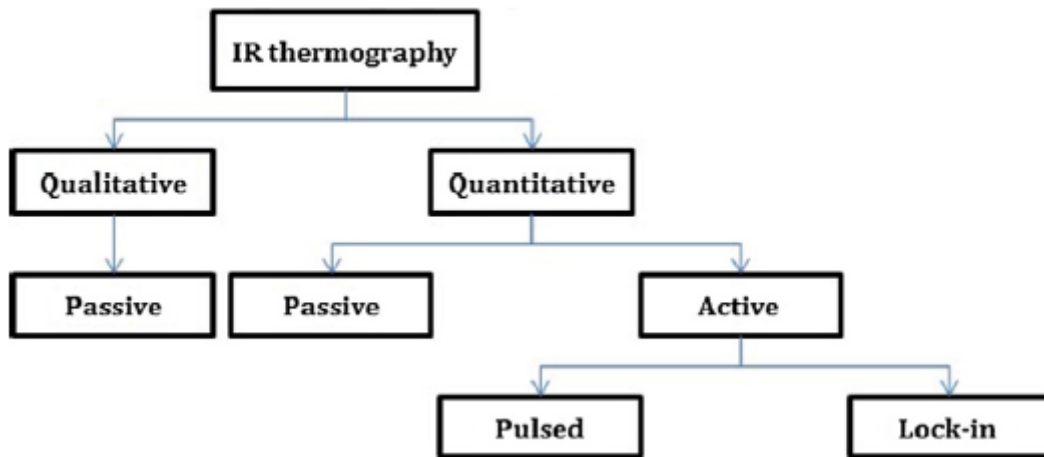 IR thermography
Qualitative
Quantitative
Passive
Passive
Active
Pulsed
Lock-in